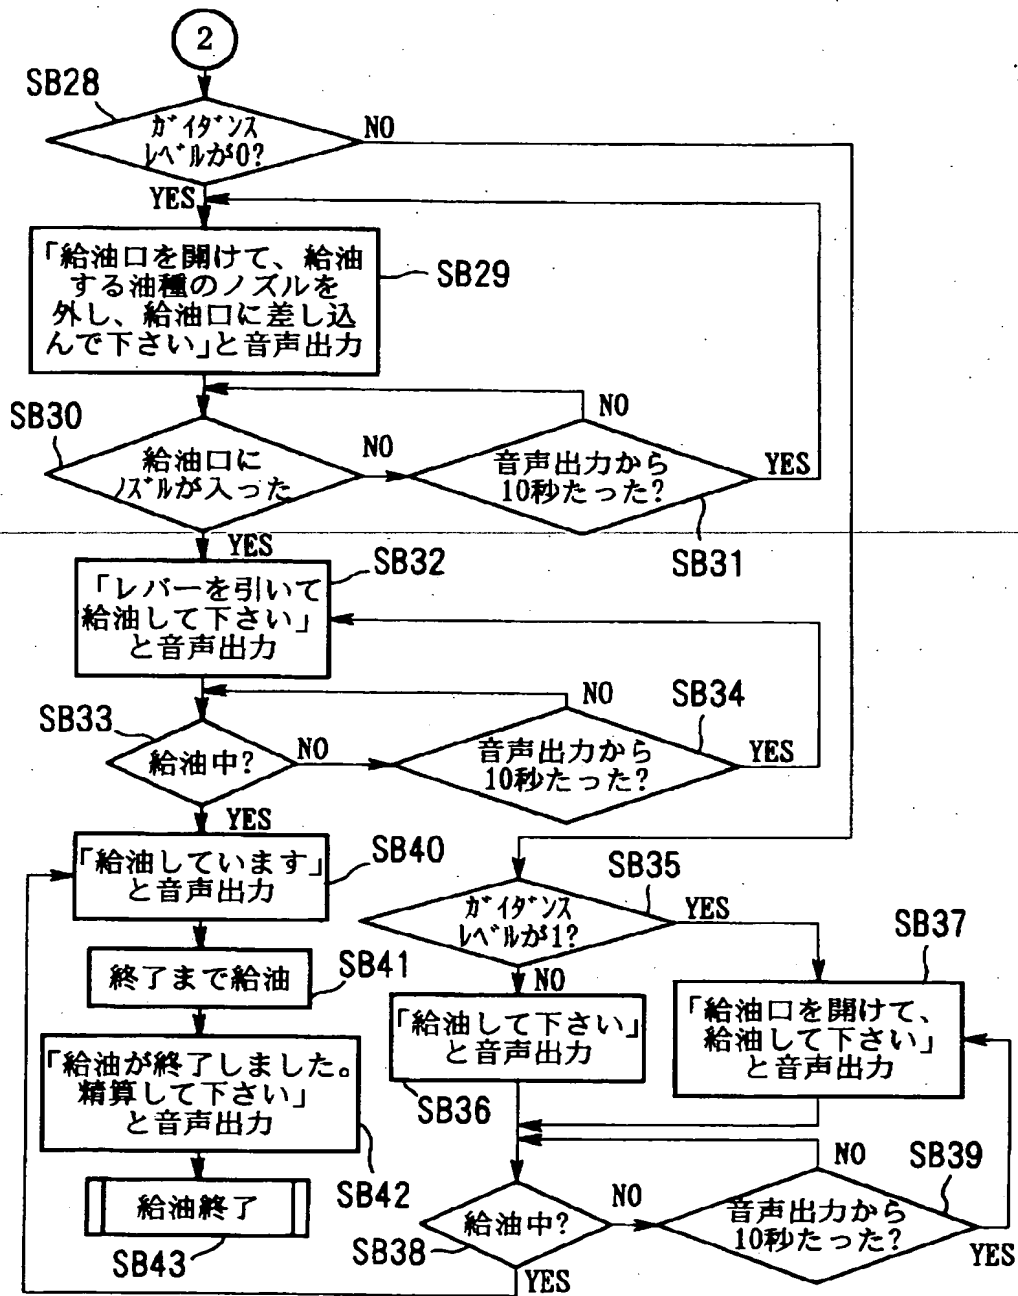 2
SB28
ガイダンス
レベルが0?
NO
YES
「給油口を開けて、給油
する油種のノズルを
外し、給油口に差し込
んで下さい」と音声出力
SB29
SB30
給油口に
ノズルが入った
NO
音声出力から
10秒たった?
NO
YES
SB31
YES
SB32
「レバーを引いて
給油して下さい」
と音声出力
SB33
給油中?
NO
音声出力から
10秒たった?
NO
SB34
YES
YES
「給油しています」
と音声出力
SB40
終了まで給油
SB41
「給油が終了しました。
精算して下さい」
と音声出力
SB42
給油終了
SB43
SB35
ガイダンス
レベルが1?
YES
NO
「給油して下さい」
と音声出力
SB36
SB37
「給油口を開けて、
給油して下さい」
と音声出力
給油中?
SB38
NO
YES
音声出力から
10秒たった?
NO
SB39
YES